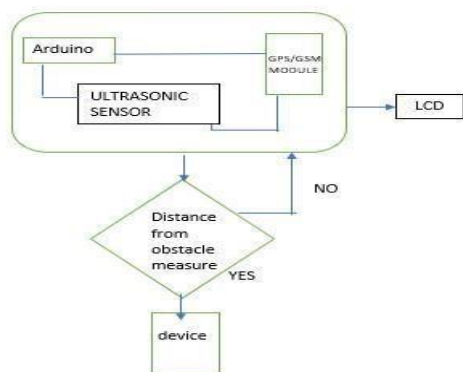 Arduino
GPS/GSM
MODULE
ULTRASONIC
SENSOR
LCD
NO
Distance
from
obstacle
measure
YES
device